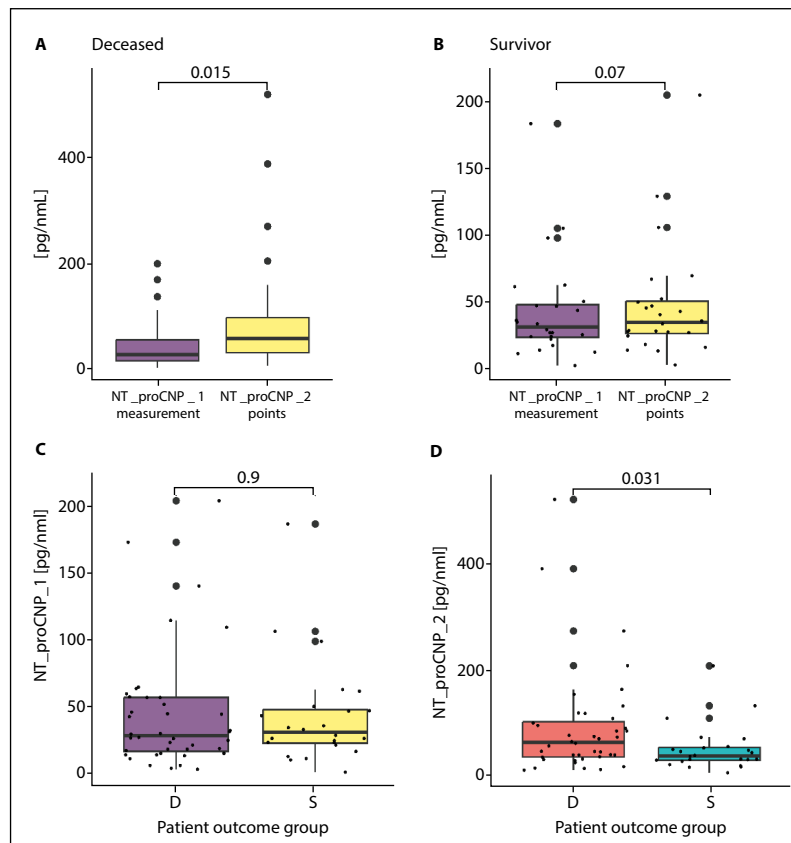 A Deceased
0.015
400
200
0
[pg/nmL]
NT _proCNP _ 1
measurement
NT _proCNP _2
points
B Survivor
0.07
200
150
100
50
0
[pg/nmL]
NT _proCNP _ 1
measurement
NT _proCNP _2
points
C
0.9
200
150
100
50
0
NT_proCNP_1 [pg/nml]
D S
Patient outcome group
D
0.031
400
200
0
NT_proCNP_2 [pg/nml]
D S
Patient outcome group